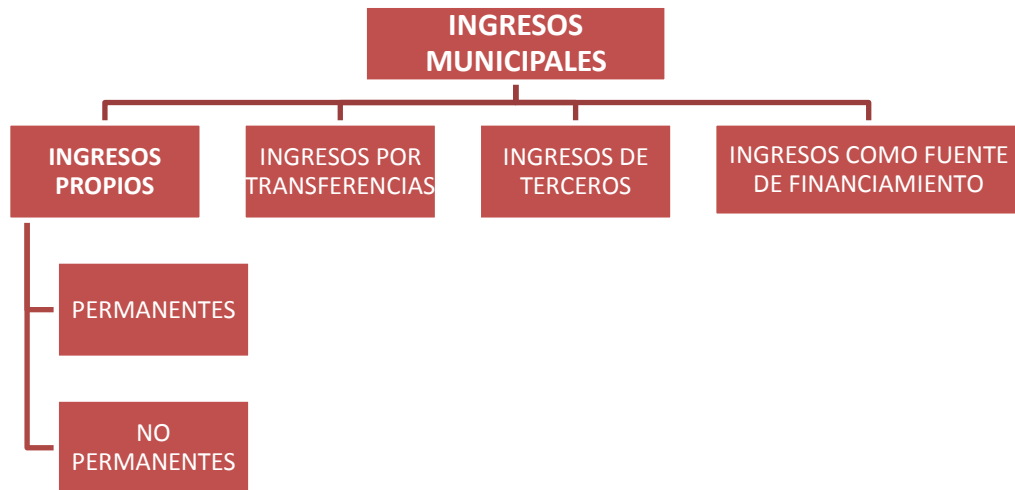 INGRESOS
MUNICIPALES
INGRESOS
PROPIOS
INGRESOS POR
TRANSFERENCIAS
INGRESOS DE
TERCEROS
INGRESOS COMO FUENTE
DE FINANCIAMIENTO
PERMANENTES
NO
PERMANENTES